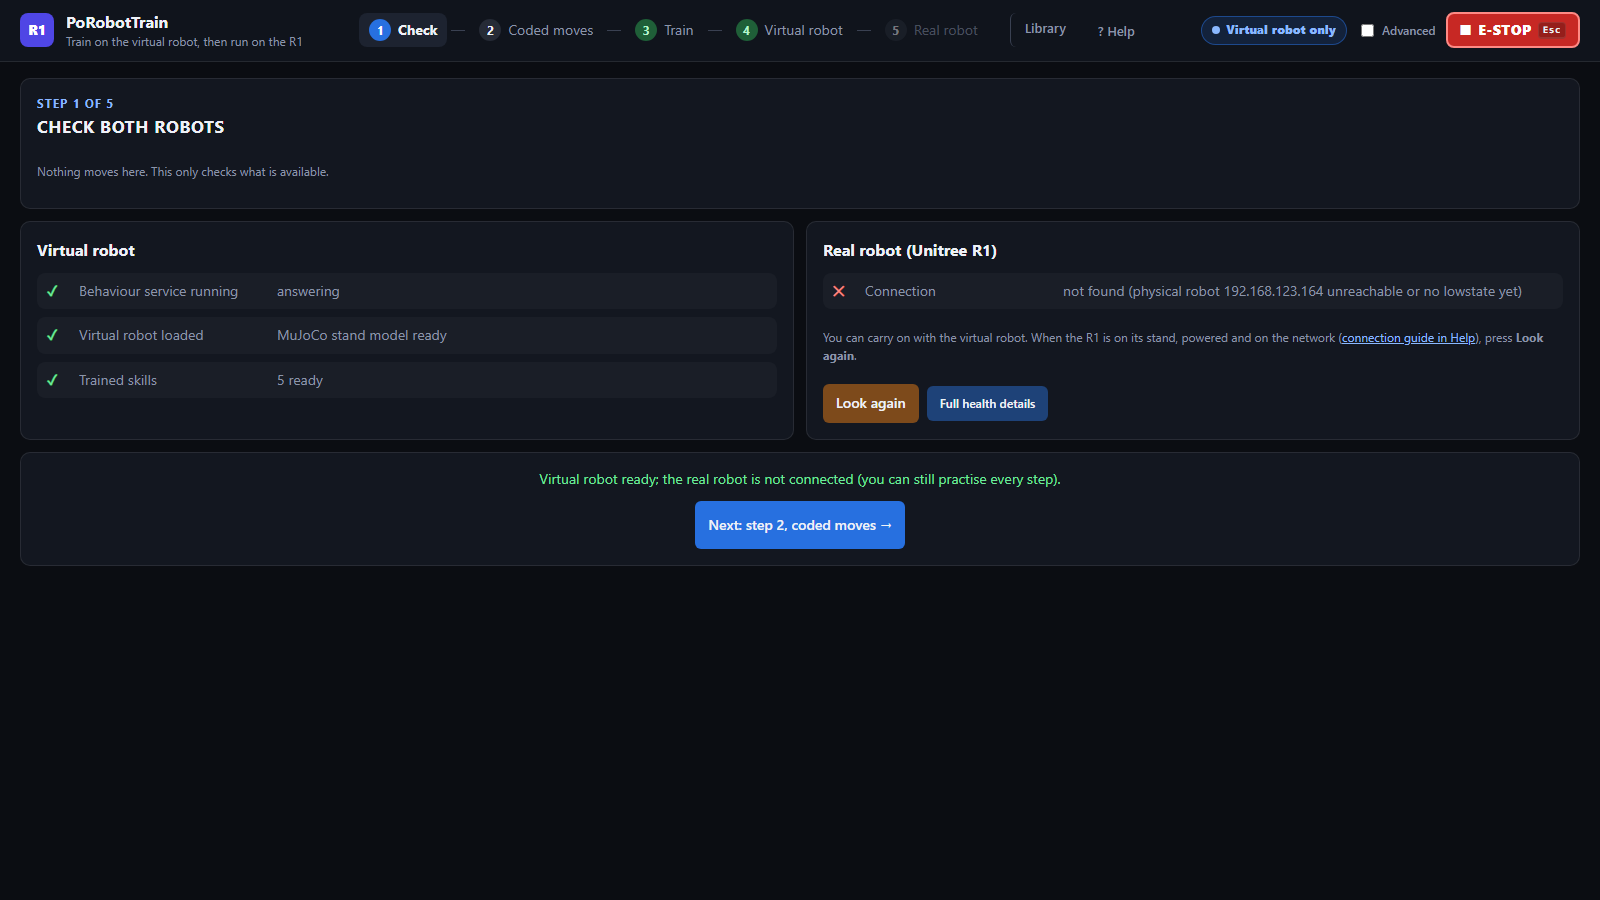 R1
PoRobotTrain
Train on the virtual robot, then run on the R1
1 Check
2 Coded moves
3 Train
4 Virtual robot
5 Real robot
Library
? Help
Virtual robot only
Advanced
E-STOP Esc
STEP 1 OF 5
CHECK BOTH ROBOTS
Nothing moves here. This only checks what is available.
Virtual robot
✓ Behaviour service running answering
✓ Virtual robot loaded MuJoCo stand model ready
✓ Trained skills 5 ready
Real robot (Unitree R1)
✕ Connection not found (physical robot 192.168.123.164 unreachable or no lowstate yet)
You can carry on with the virtual robot. When the R1 is on its stand, powered and on the network (connection guide in Help), press Look
again.
Look again
Full health details
Virtual robot ready; the real robot is not connected (you can still practise every step).
Next: step 2, coded moves →